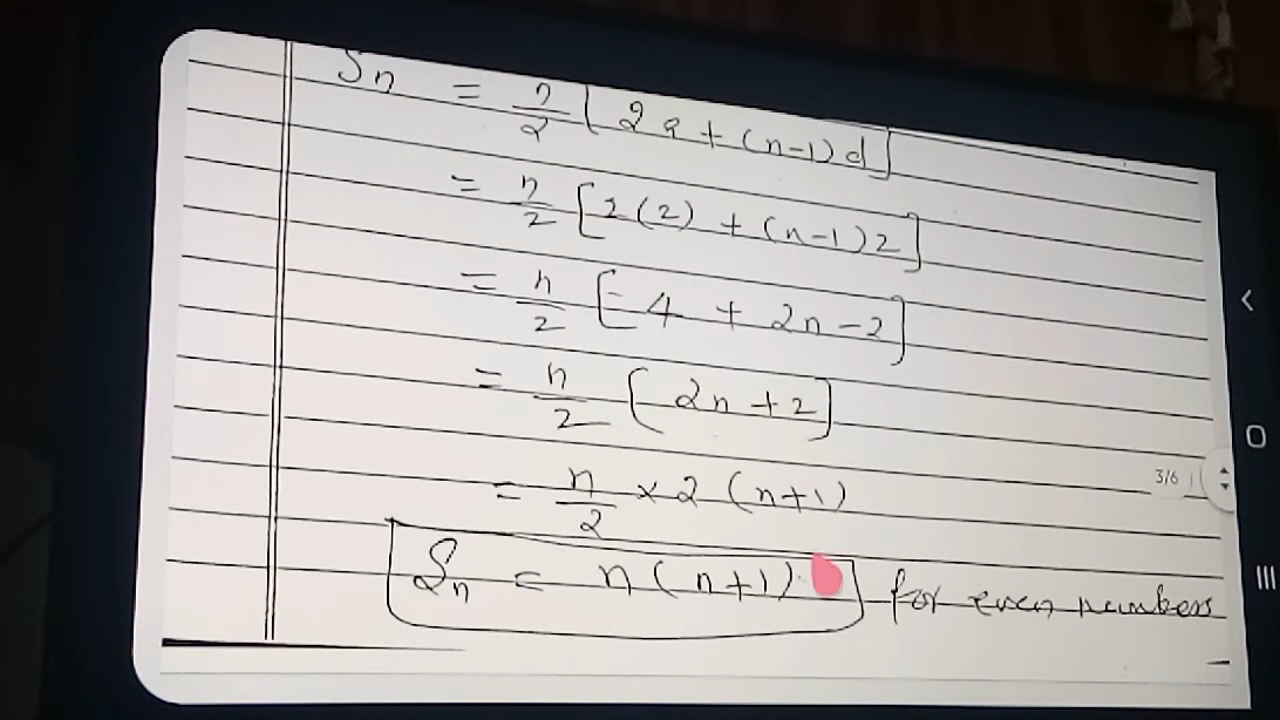 Sn = n/2 [2a + (n-1)d]
= n/2 [2(2) + (n-1)2]
= n/2 [4 + 2n - 2]
= n/2 [2n + 2]
= n/2 × 2 (n+1)
3/6
Sn = n(n+1). for even numbers